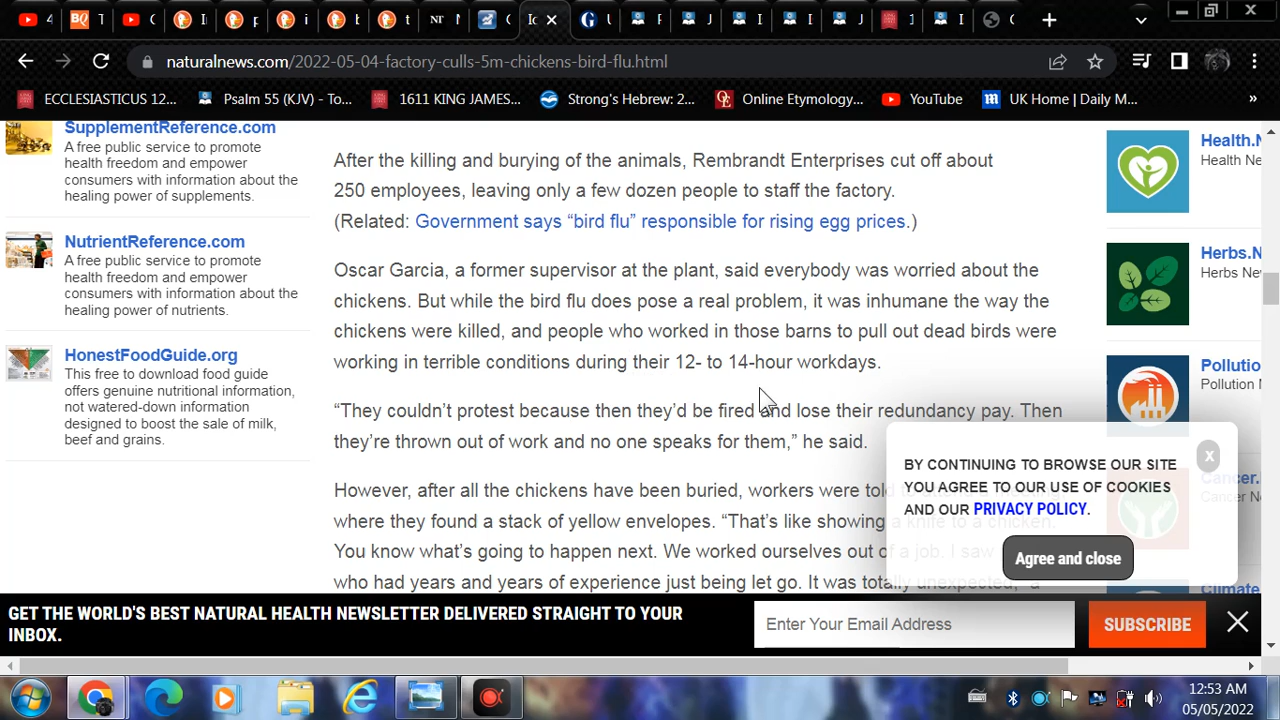 naturalnews.com/2022-05-04-factory-culls-5m-chickens-bird-flu.html
ECCLESIASTICUS 12...
Psalm 55 (KJV) - To...
1611 KING JAMES...
Strong's Hebrew: 2...
Online Etymology...
YouTube
UK Home | Daily M...
»
SupplementReference.com
A free public service to promote
health freedom and empower
consumers with information about the
healing power of supplements.
NutrientReference.com
A free public service to promote
health freedom and empower
consumers with information about the
healing power of nutrients.
HonestFoodGuide.org
This free to download food guide
offers genuine nutritional information,
not watered-down information
designed to boost the sale of milk,
beef and grains.
After the killing and burying of the animals, Rembrandt Enterprises cut off about
250 employees, leaving only a few dozen people to staff the factory.
(Related: Government says “bird flu” responsible for rising egg prices.)
Oscar Garcia, a former supervisor at the plant, said everybody was worried about the
chickens. But while the bird flu does pose a real problem, it was inhumane the way the
chickens were killed, and people who worked in those barns to pull out dead birds were
working in terrible conditions during their 12- to 14-hour workdays.
“They couldn’t protest because then they’d be fired and lose their redundancy pay. Then
they’re thrown out of work and no one speaks for them,” he said.
However, after all the chickens have been buried, workers were told
where they found a stack of yellow envelopes. “That’s like showing a knife to a chicken.
You know what’s going to happen next. We worked ourselves out of a job. I saw
who had years and years of experience just being let go. It was totally unexpected,” a
Health.N
Health Ne
Herbs.Ne
Herbs Nev
Pollutio
Pollution N
Cancer.
Cancer Ne
Climate
BY CONTINUING TO BROWSE OUR SITE
YOU AGREE TO OUR USE OF COOKIES
AND OUR PRIVACY POLICY.
x
Agree and close
GET THE WORLD'S BEST NATURAL HEALTH NEWSLETTER DELIVERED STRAIGHT TO YOUR
INBOX.
Enter Your Email Address
SUBSCRIBE
12:53 AM
05/05/2022